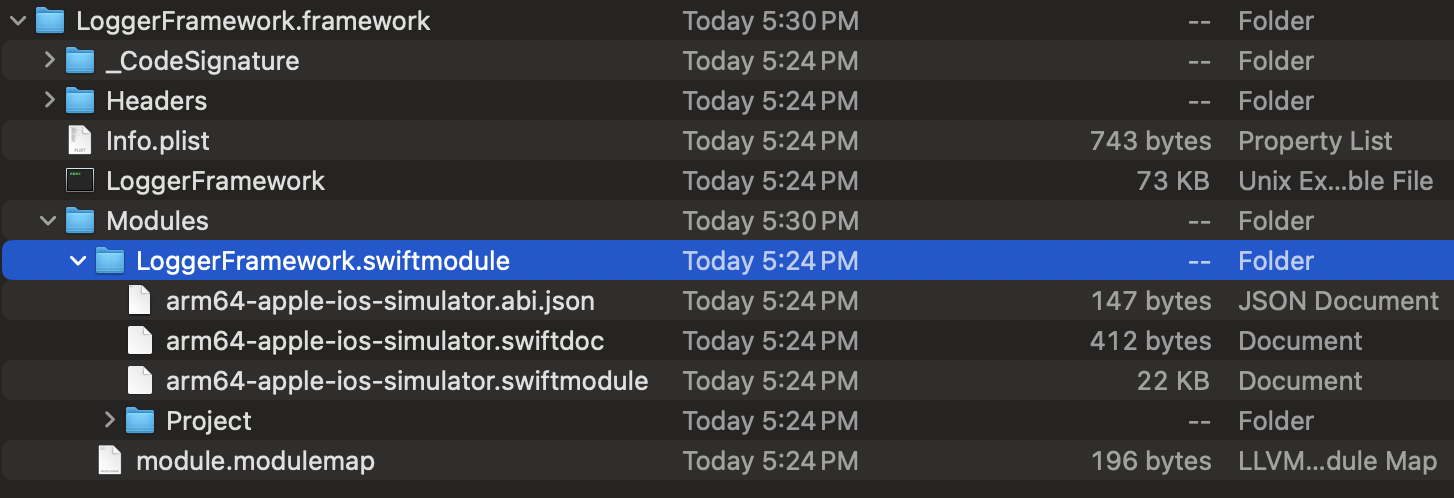 LoggerFramework.framework Today 5:30 PM -- Folder
_CodeSignature Today 5:24 PM -- Folder
Headers Today 5:24 PM -- Folder
Info.plist Today 5:24 PM 743 bytes Property List
LoggerFramework Today 5:24 PM 73 KB Unix Ex...ble File
Modules Today 5:30 PM -- Folder
LoggerFramework.swiftmodule Today 5:24 PM -- Folder
arm64-apple-ios-simulator.abi.json Today 5:24 PM 147 bytes JSON Document
arm64-apple-ios-simulator.swiftdoc Today 5:24 PM 412 bytes Document
arm64-apple-ios-simulator.swiftmodule Today 5:24 PM 22 KB Document
Project Today 5:24 PM -- Folder
module.modulemap Today 5:24 PM 196 bytes LLVM...dule Map